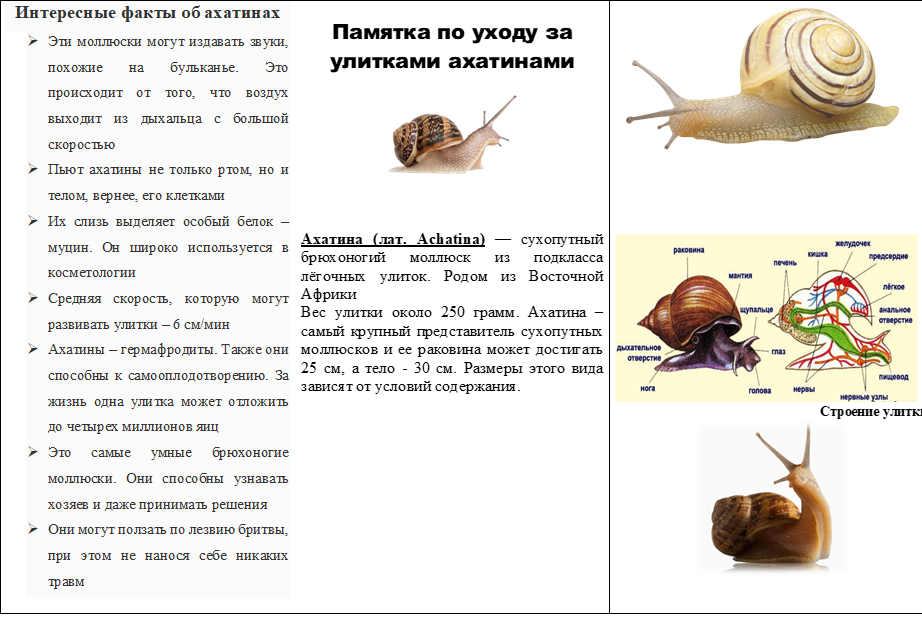 Интересные факты об ахатинах
➢ Эти моллюски могут издавать звуки,
похожие на бульканье. Это
происходит от того, что воздух
выходит из дыхальца с большой
скоростью
➢ Пьют ахатины не только ртом, но и
телом, вернее, его клетками
➢ Их слизь выделяет особый белок –
муцин. Он широко используется в
косметологии
➢ Средняя скорость, которую могут
развивать улитки – 6 см/мин
➢ Ахатины – гермафродиты. Также они
способны к самооплодотворению. За
жизнь одна улитка может отложить
до четырех миллионов яиц
➢ Это самые умные брюхоногие
моллюски. Они способны узнавать
хозяев и даже принимать решения
➢ Они могут ползать по лезвию бритвы,
при этом не нанося себе никаких
травм
Памятка по уходу за
улитками ахатинами
Ахатина (лат. Achatina) — сухопутный
брюхоногий моллюск из подкласса
лёгочных улиток. Родом из Восточной
Африки
Вес улитки около 250 грамм. Ахатина –
самый крупный представитель сухопутных
моллюсков и ее раковина может достигать
25 см, а тело - 30 см. Размеры этого вида
зависят от условий содержания.
раковина
мантия
щупальце
дыхательное
отверстие
глаз
нога
голова
желудочек
кишка
предсердие
печень
лёгкое
анальное
отверстие
пищевод
нервы
нервные узлы
Строение улитки